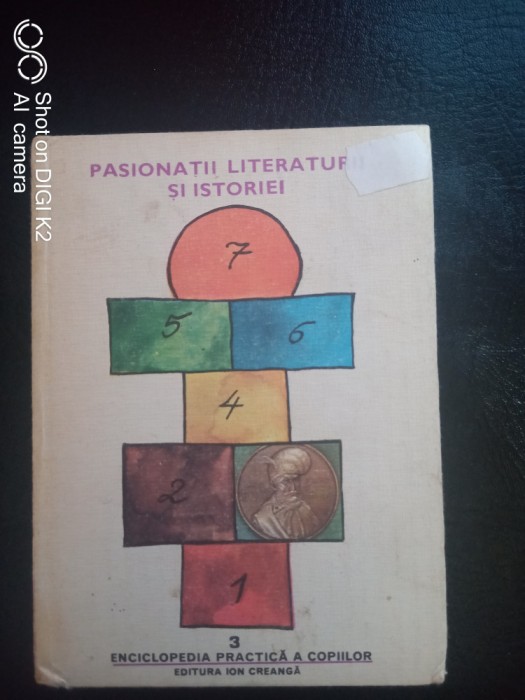 PASIONAȚII
ȘI ISTORIEI
7
5
6
4
2
1
3
ENCICLOPEDIA PRACTICĂ A COPIILOR
EDITURA ION CREANGĂ
Shot on DIGI K2
AI camera